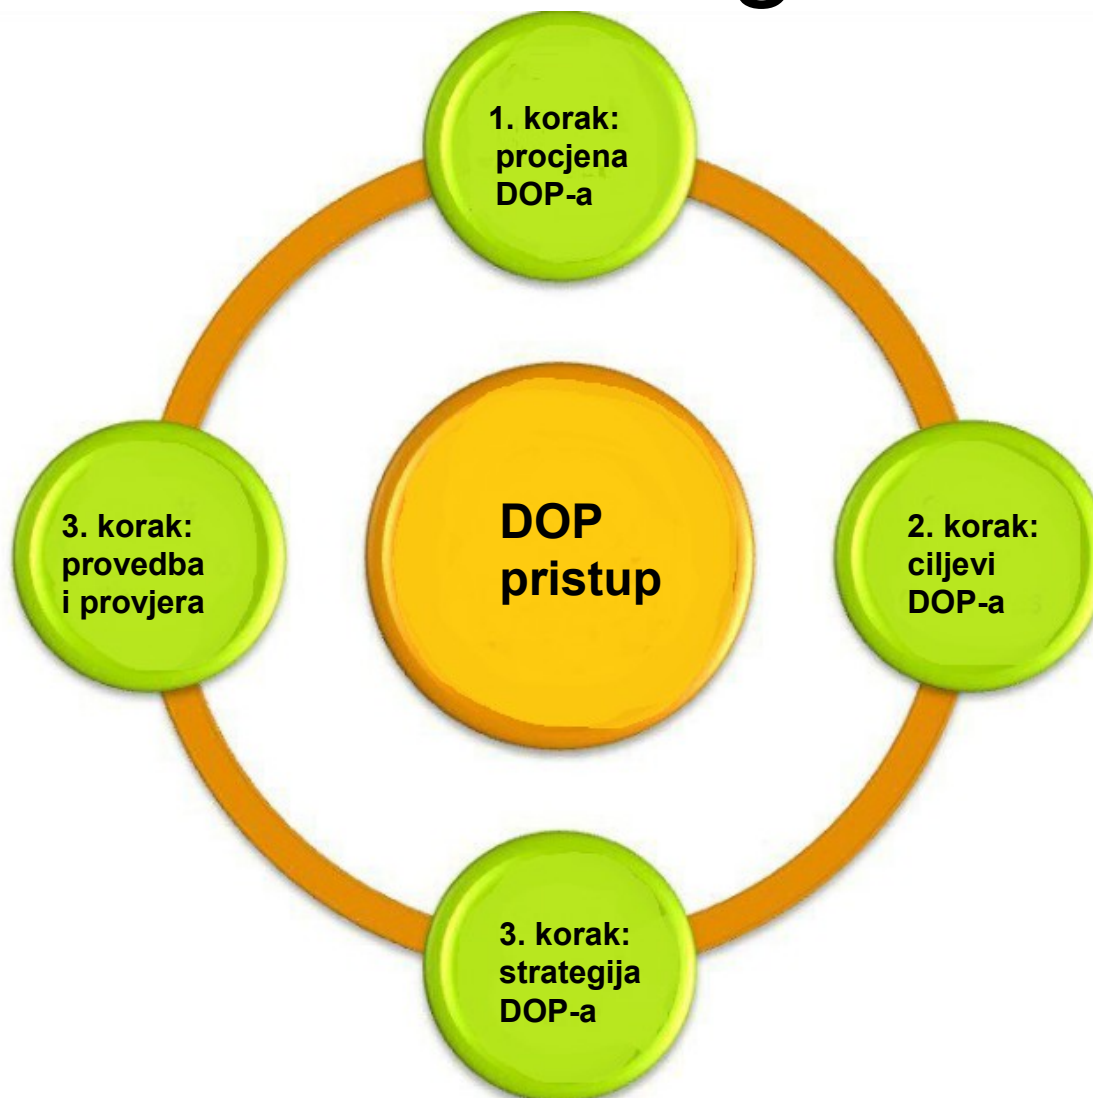 1. korak:
procjena
DOP-a
DOP
pristup
2. korak:
ciljevi
DOP-a
3. korak:
strategija
DOP-a
3. korak:
provedba
i provjera